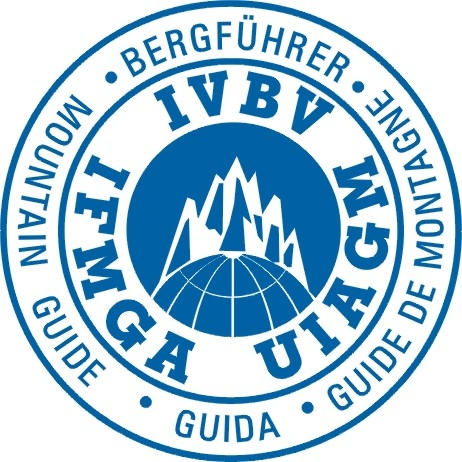 BERGFÜHRER •
GUIDE DE MONTAGNE •
GUIDA •
MOUNTAIN GUIDE •
IVBV
UIAGM
IFMGA